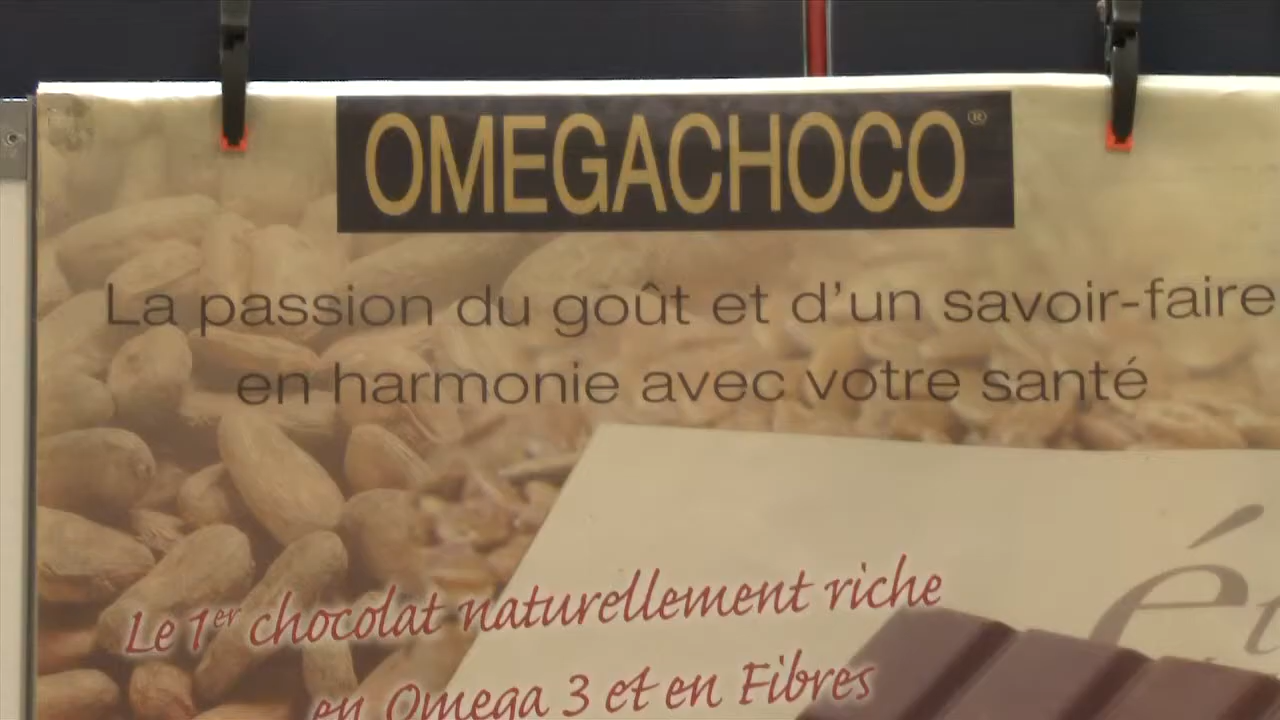 OMEGACHOCO®
La passion du goût et d'un savoir-faire
en harmonie avec votre santé
Le 1er chocolat naturellement riche
en Omega 3 et en Fibres